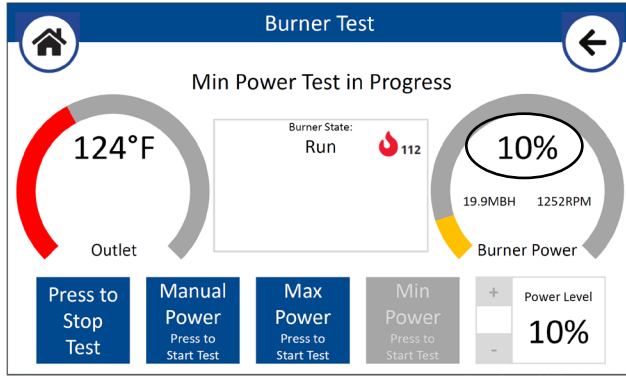 Burner Test
Min Power Test in Progress
124°F
Outlet
Burner State:
Run
112
10%
19.9MBH 1252RPM
Burner Power
Press to
Stop
Test
Manual
Power
Press to
Start Test
Max
Power
Press to
Start Test
Min
Power
Press to
Start Test
+
-
Power Level
10%